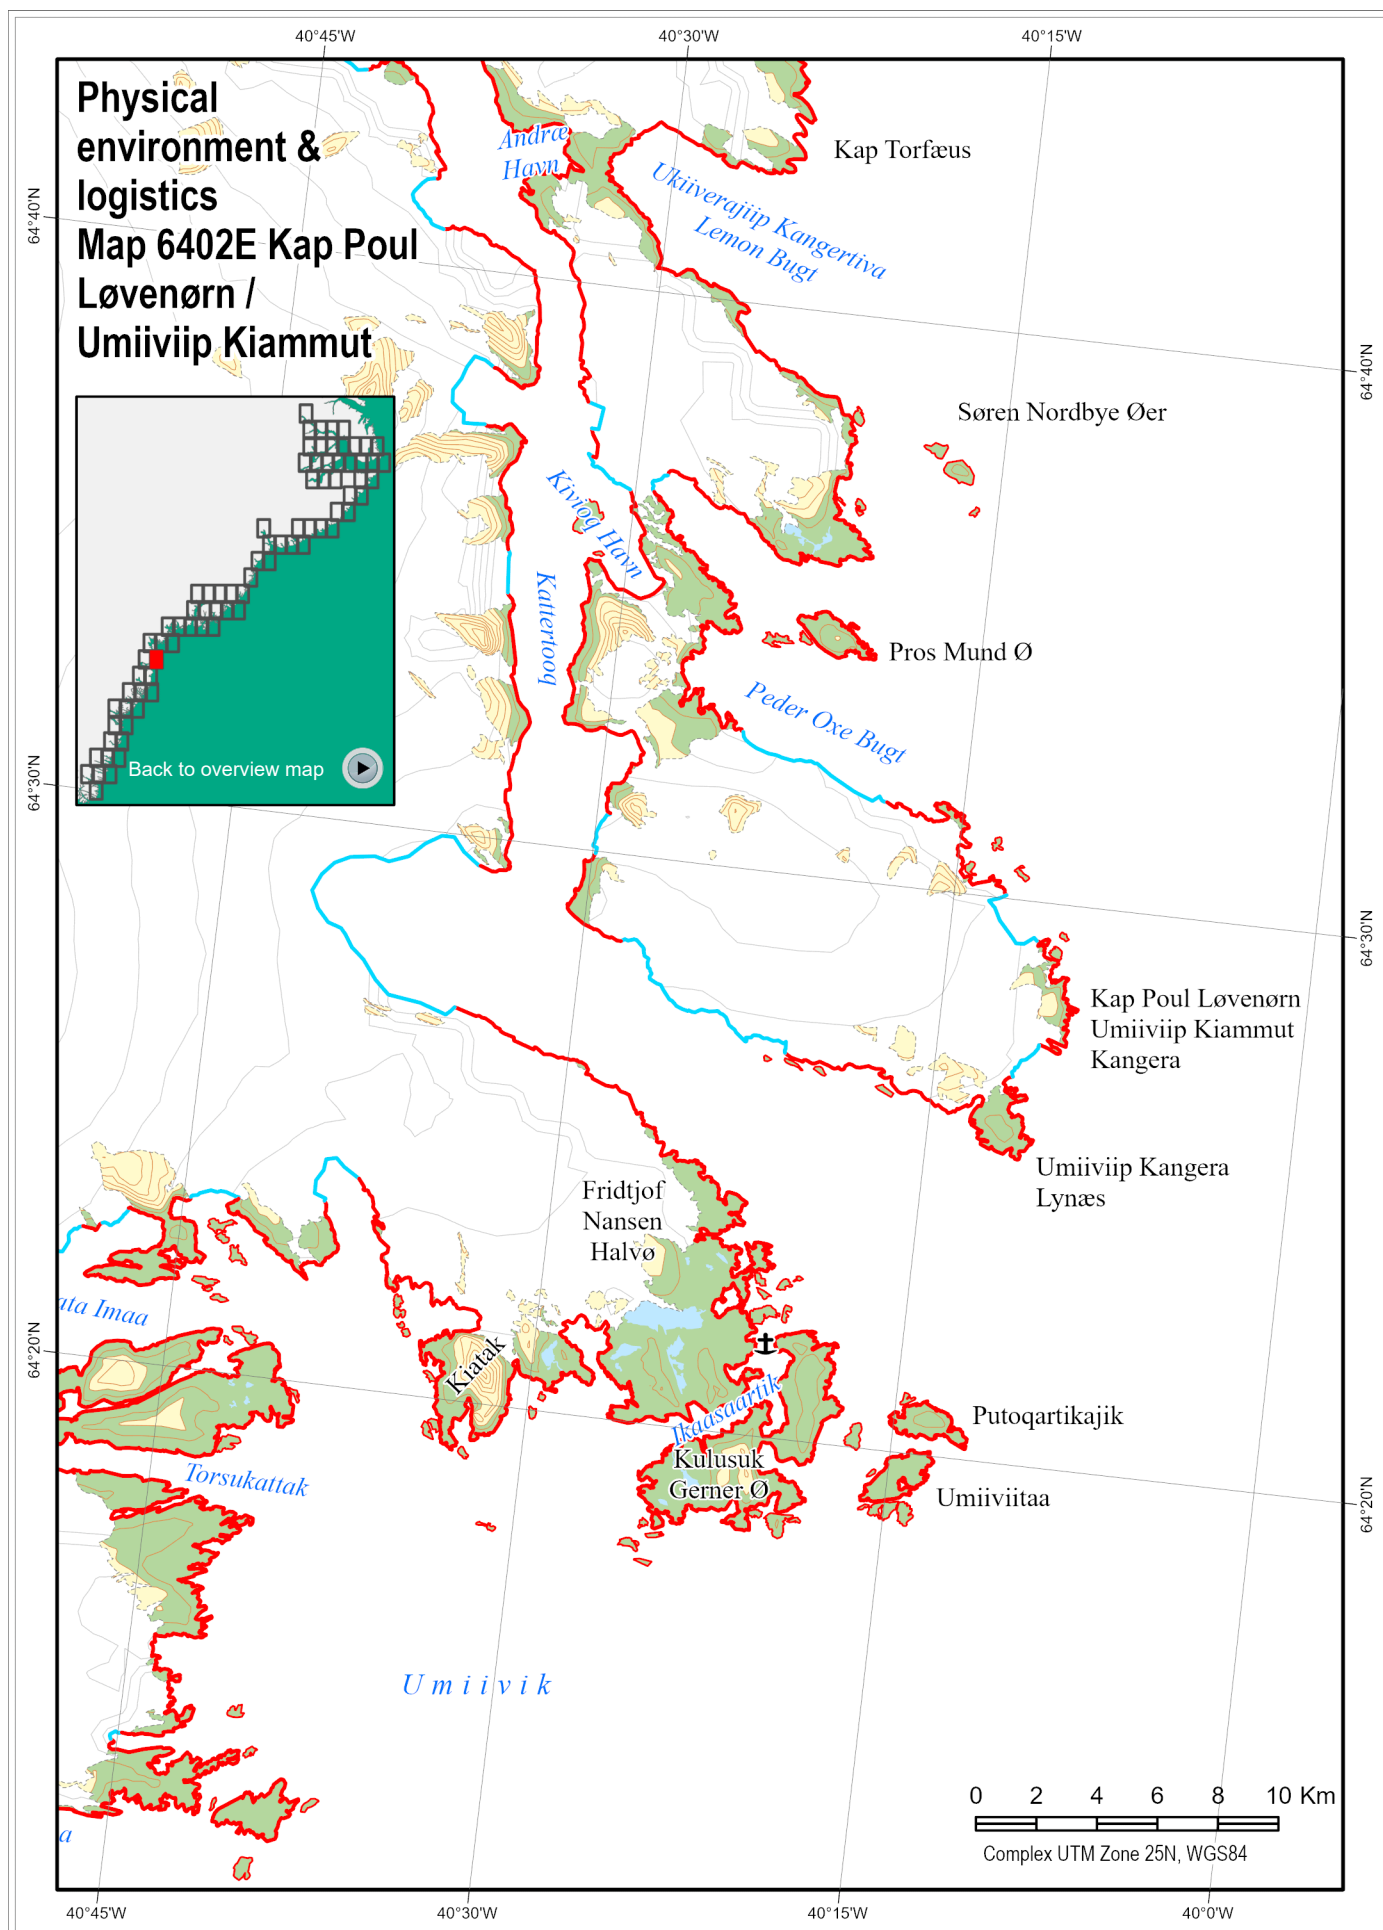 40°45'W
40°30'W
40°15'W
Physical
environment &
logistics
Map 6402E Kap Poul
Løvenørn /
Umiiviip Kiammut
Andræ
Havn
Kap Torfæus
Ukiiverajiip Kangertiva
Lemon Bugt
64°40'N
64°40'N
Søren Nordbye Øer
Kivioq Havn
Kattertooq
Pros Mund Ø
Peder Oxe Bugt
Back to overview map
64°30'N
64°30'N
Kap Poul Løvenørn
Umiiviip Kiammut
Kangera
Umiiviip Kangera
Lynæs
Fridtjof
Nansen
Halvø
ata Imaa
64°20'N
Kiatak
Ikaasaartik
Putoqartikajik
Kulusuk
Gerner Ø
Torsukattak
Umiiviitaa
64°20'N
Umiivik
0 2 4 6 8 10 Km
Complex UTM Zone 25N, WGS84
a
40°45'W
40°30'W
40°15'W
40°0'W